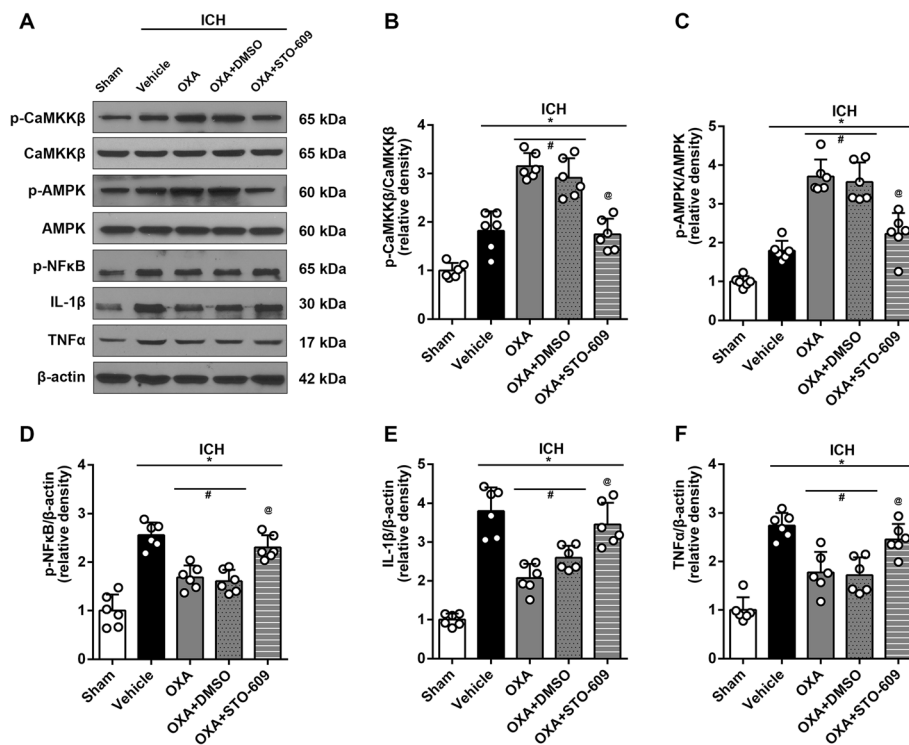 A
ICH
Sham
Vehicle
OXA
OXA+DMSO
OXA+STO-609
p-CaMKKβ 65 kDa
CaMKKβ 65 kDa
p-AMPK 60 kDa
AMPK 60 kDa
p-NFκB 65 kDa
IL-1β 30 kDa
TNFα 17 kDa
β-actin 42 kDa
B
ICH
*
#
@
p-CaMKKβ/CaMKKβ
(relative density)
4
3
2
1
0
Sham
Vehicle
OXA
OXA+DMSO
OXA+STO-609
C
ICH
*
#
@
p-AMPK/AMPK
(relative density)
5
4
3
2
1
0
Sham
Vehicle
OXA
OXA+DMSO
OXA+STO-609
D
ICH
*
#
@
p-NFκB/β-actin
(relative density)
4
3
2
1
0
Sham
Vehicle
OXA
OXA+DMSO
OXA+STO-609
E
ICH
*
#
@
IL-1β/β-actin
(relative density)
5
4
3
2
1
0
Sham
Vehicle
OXA
OXA+DMSO
OXA+STO-609
F
ICH
*
#
@
TNFα/β-actin
(relative density)
4
3
2
1
0
Sham
Vehicle
OXA
OXA+DMSO
OXA+STO-609